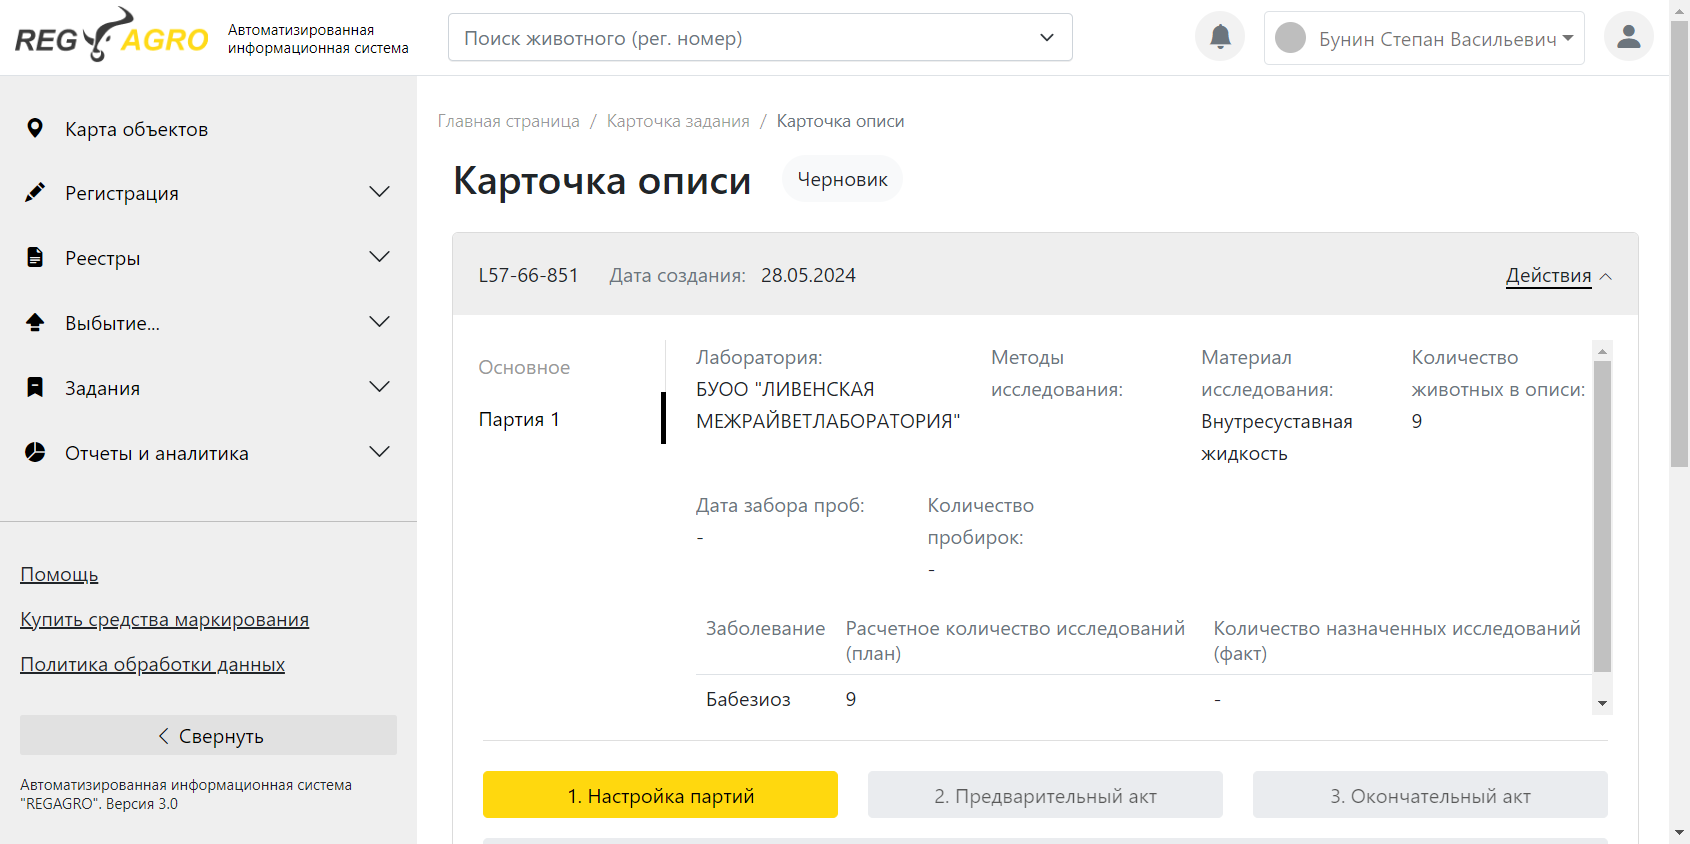 REG AGRO
Автоматизированная
информационная система
Поиск животного (рег. номер)
Бунин Степан Васильевич
Карта объектов
Регистрация
Реестры
Выбытие...
Задания
Отчеты и аналитика
Помощь
Купить средства маркирования
Политика обработки данных
Свернуть
Автоматизированная информационная система
"REGAGRO". Версия 3.0
Главная страница / Карточка задания / Карточка описи
Карточка описи
Черновик
L57-66-851 Дата создания: 28.05.2024
Действия
Основное
Партия 1
Лаборатория:
БУОО "ЛИВЕНСКАЯ
МЕЖРАЙВЕТЛАБОРАТОРИЯ"
Методы
исследования:
Материал
исследования:
Внутресуставная
жидкость
Количество
животных в описи:
9
Дата забора проб:
-
Количество
пробирок:
-
Заболевание
Расчетное количество исследований
(план)
Количество назначенных исследований
(факт)
Бабезиоз 9 -
1. Настройка партий
2. Предварительный акт
3. Окончательный акт